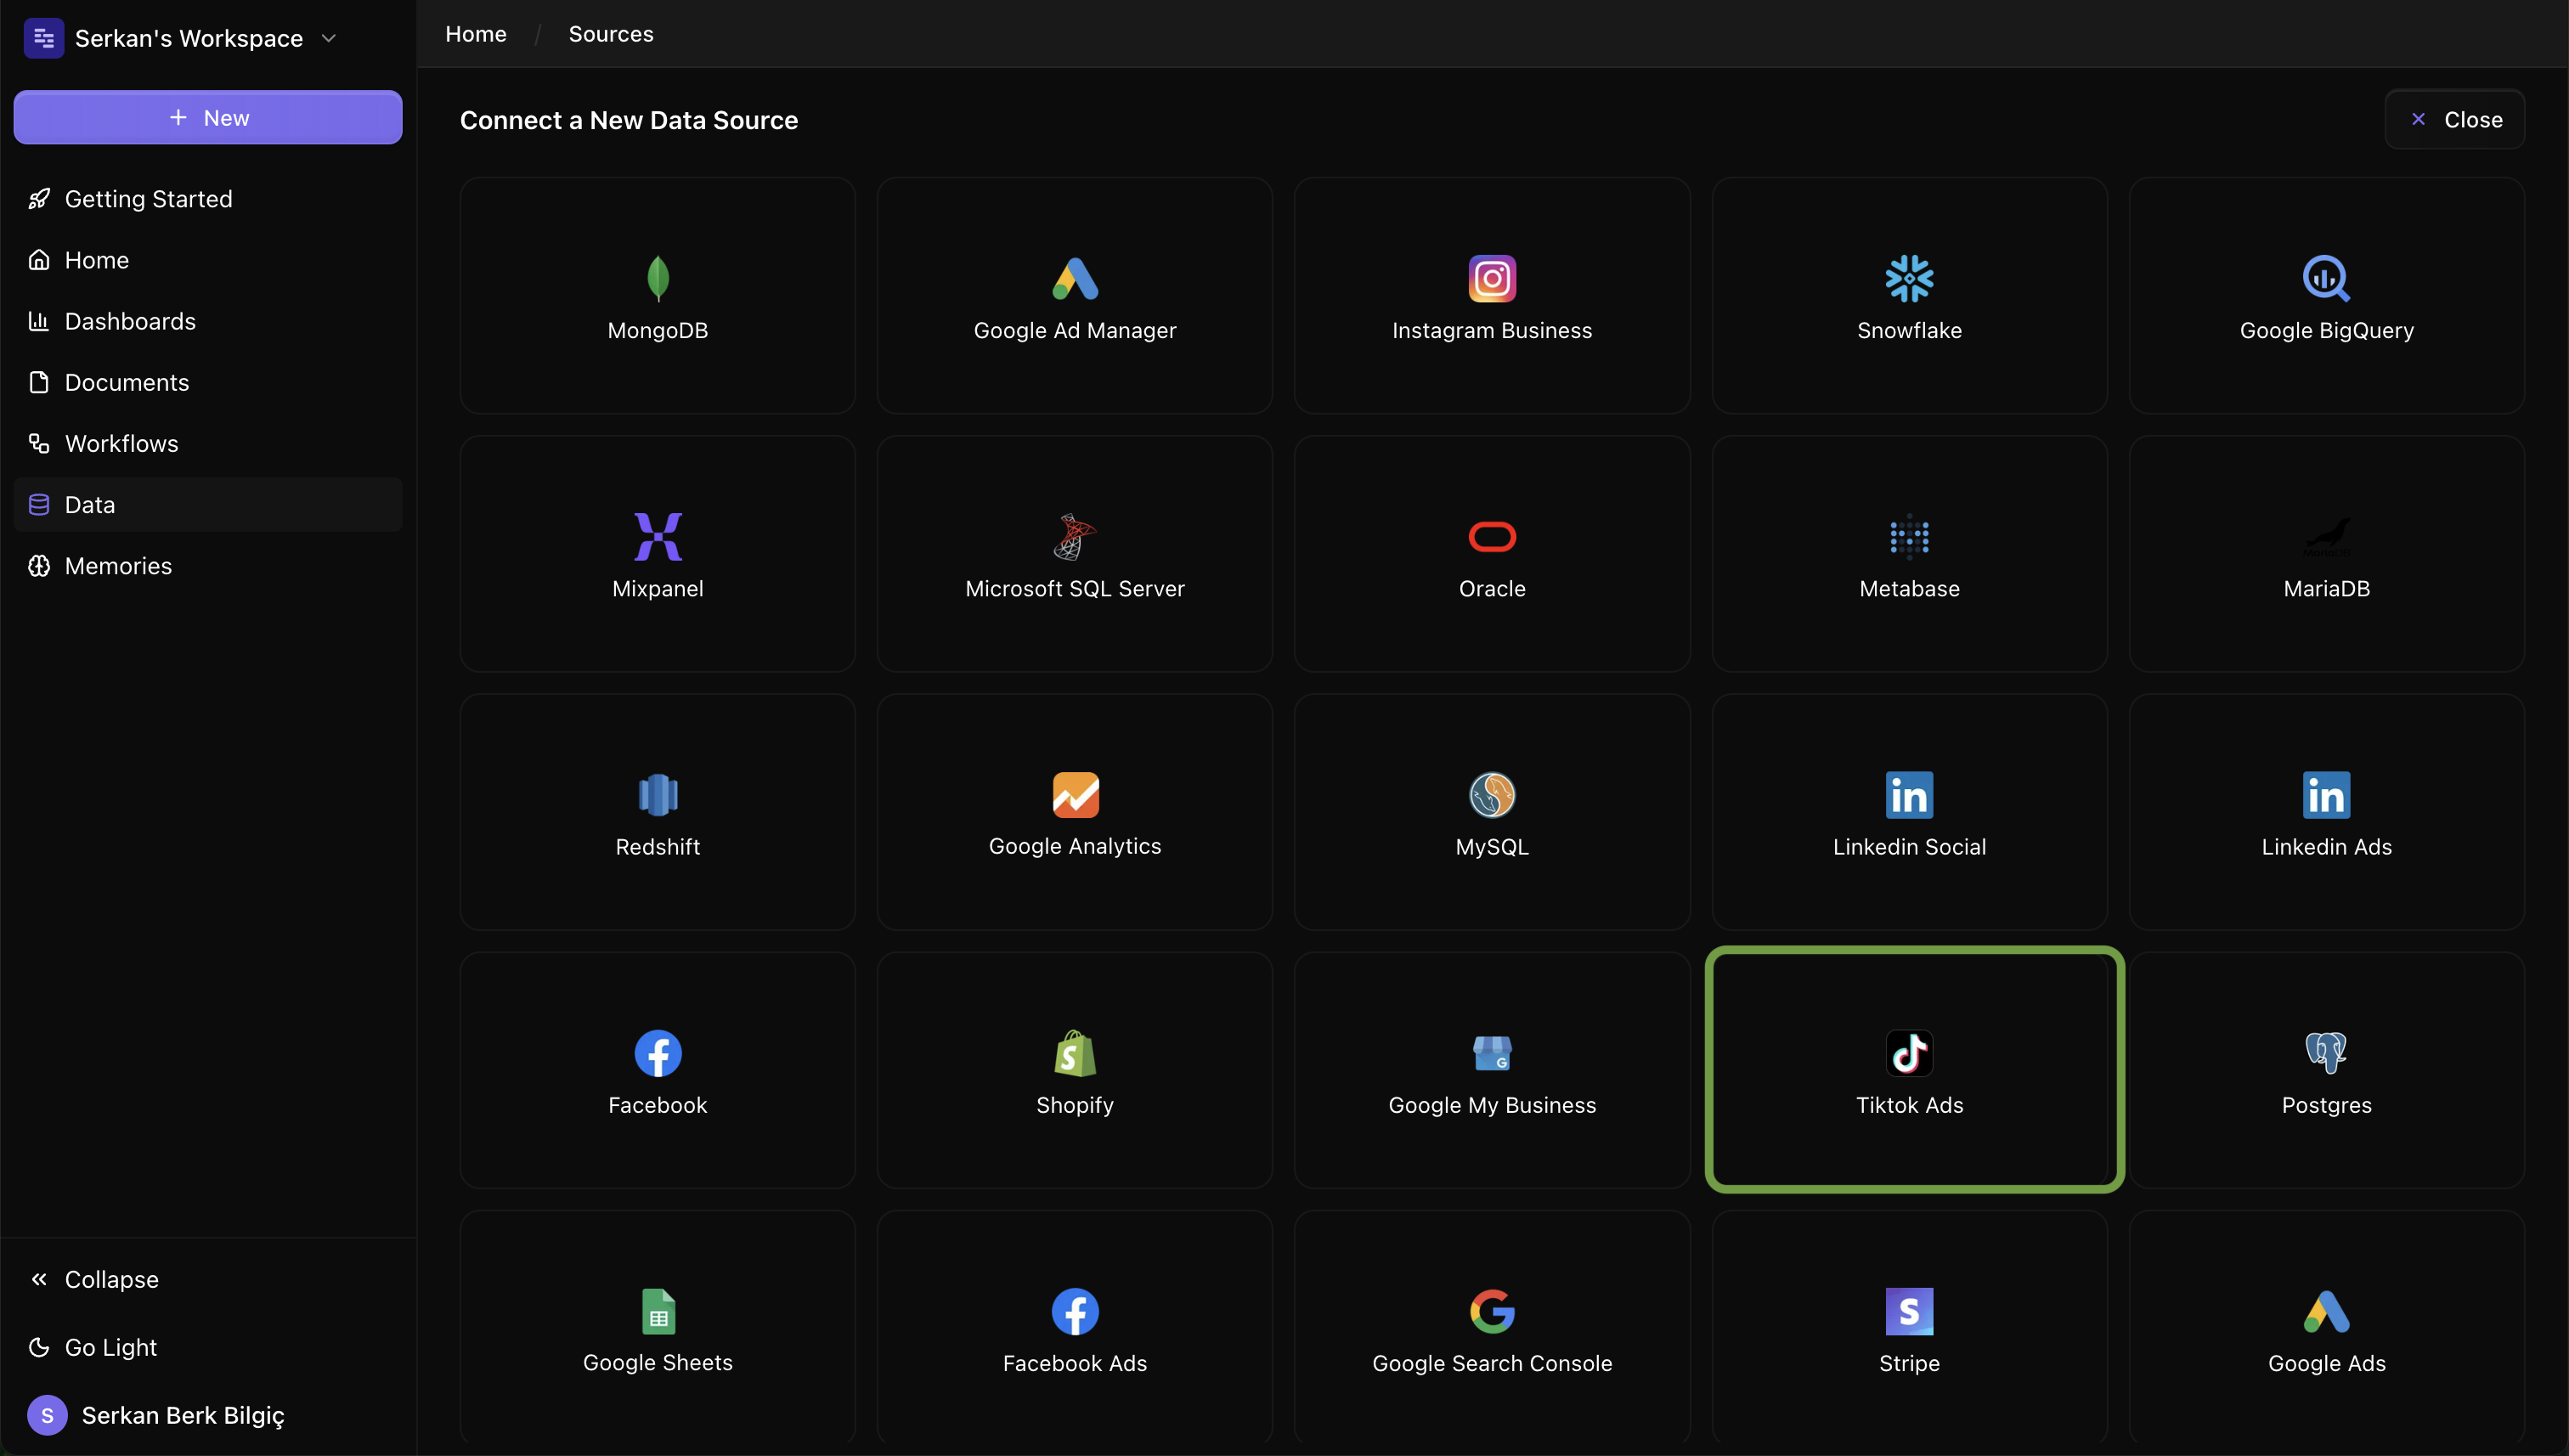 Serkan's Workspace
New
Getting Started
Home
Dashboards
Documents
Workflows
Data
Memories
Collapse
Go Light
S
Serkan Berk Bilgiç
Home / Sources
Connect a New Data Source
Close
MongoDB
Google Ad Manager
Instagram Business
Snowflake
Google BigQuery
Mixpanel
Microsoft SQL Server
Oracle
Metabase
MariaDB
Redshift
Google Analytics
MySQL
Linkedin Social
Linkedin Ads
Facebook
Shopify
Google My Business
Tiktok Ads
Postgres
Google Sheets
Facebook Ads
Google Search Console
Stripe
Google Ads